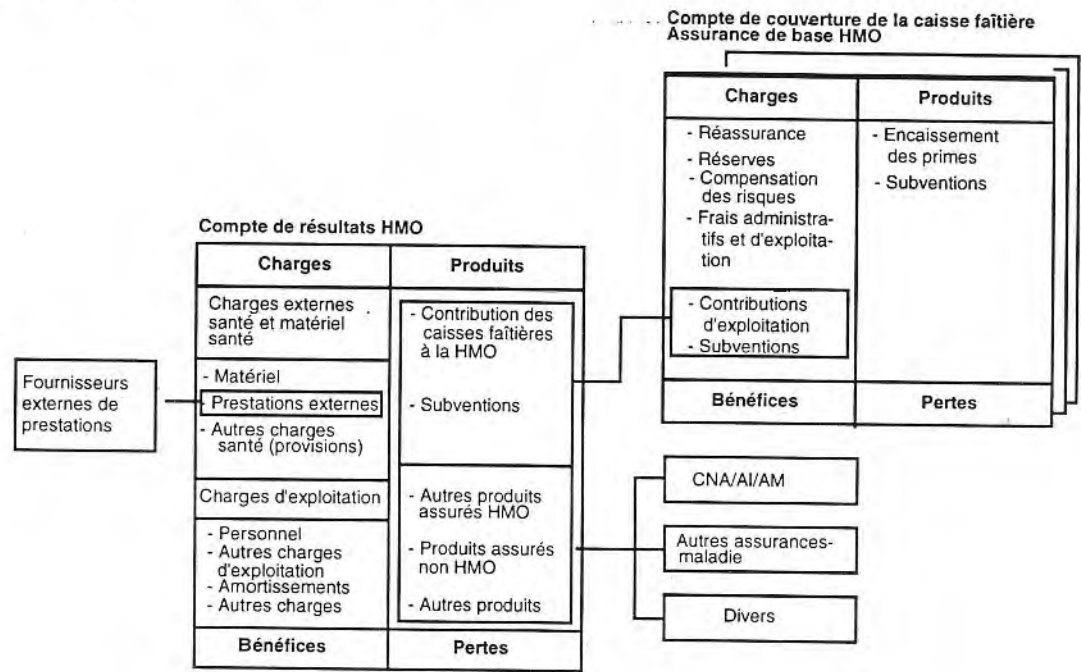 Compte de couverture de la caisse faîtière
Assurance de base HMO
Charges
Produits
- Réassurance
- Réserves
- Compensation
des risques
- Frais administra-
tifs et d'exploita-
tion
- Encaissement
des primes
- Subventions
- Contributions
d'exploitation
- Subventions
Bénéfices
Pertes
Compte de résultats HMO
Charges
Produits
Charges externes
santé et matériel
santé
- Matériel
- Prestations externes
- Autres charges
santé (provisions)
Charges d'exploitation
- Personnel
- Autres charges
d'exploitation
- Amortissements
- Autres charges
- Contribution des
caisses faîtières
à la HMO
- Subventions
- Autres produits
assurés HMO
- Produits assurés
non HMO
- Autres produits
Bénéfices
Pertes
Fournisseurs
externes de
prestations
CNA/AI/AM
Autres assurances-
maladie
Divers